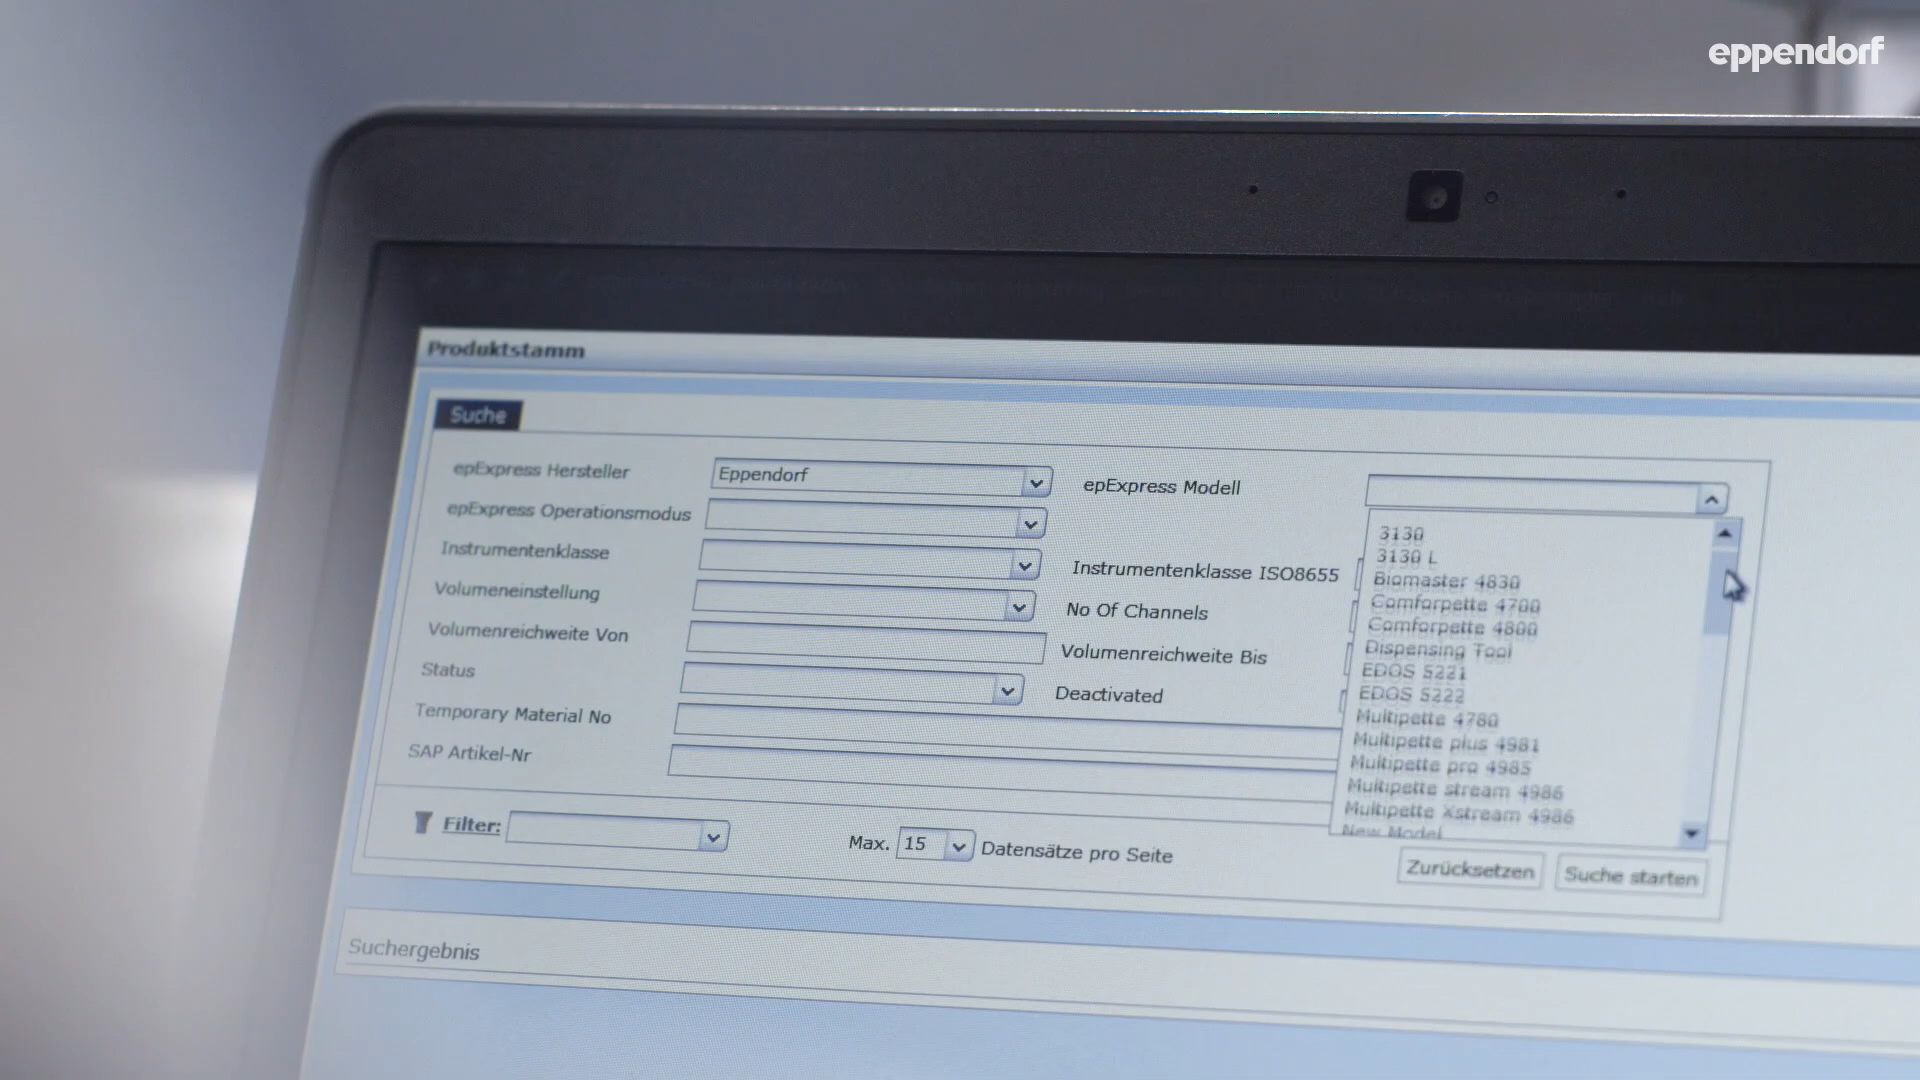 eppendorf
Produktstamm
Suche
epExpress Hersteller
Eppendorf
epExpress Modell
epExpress Operationsmodus
3130
3130 L
Instrumentenklasse
Instrumentenklasse ISO8655
Biomaster 4830
Comforpette 4700
Volumeneinstellung
No Of Channels
Comforpette 4800
Dispensing Tool
Volumenreichweite Von
Volumenreichweite Bis
EDOS 5221
EDOS 5222
Status
Deactivated
Multipette 4780
Temporary Material No
Multipette plus 4981
Multipette pro 4985
SAP Artikel-Nr
Multipette stream 4986
Multipette Xstream 4986
New Model
Filter:
Max. 15 Datensätze pro Seite
Zurücksetzen
Suche starten
Suchergebnis